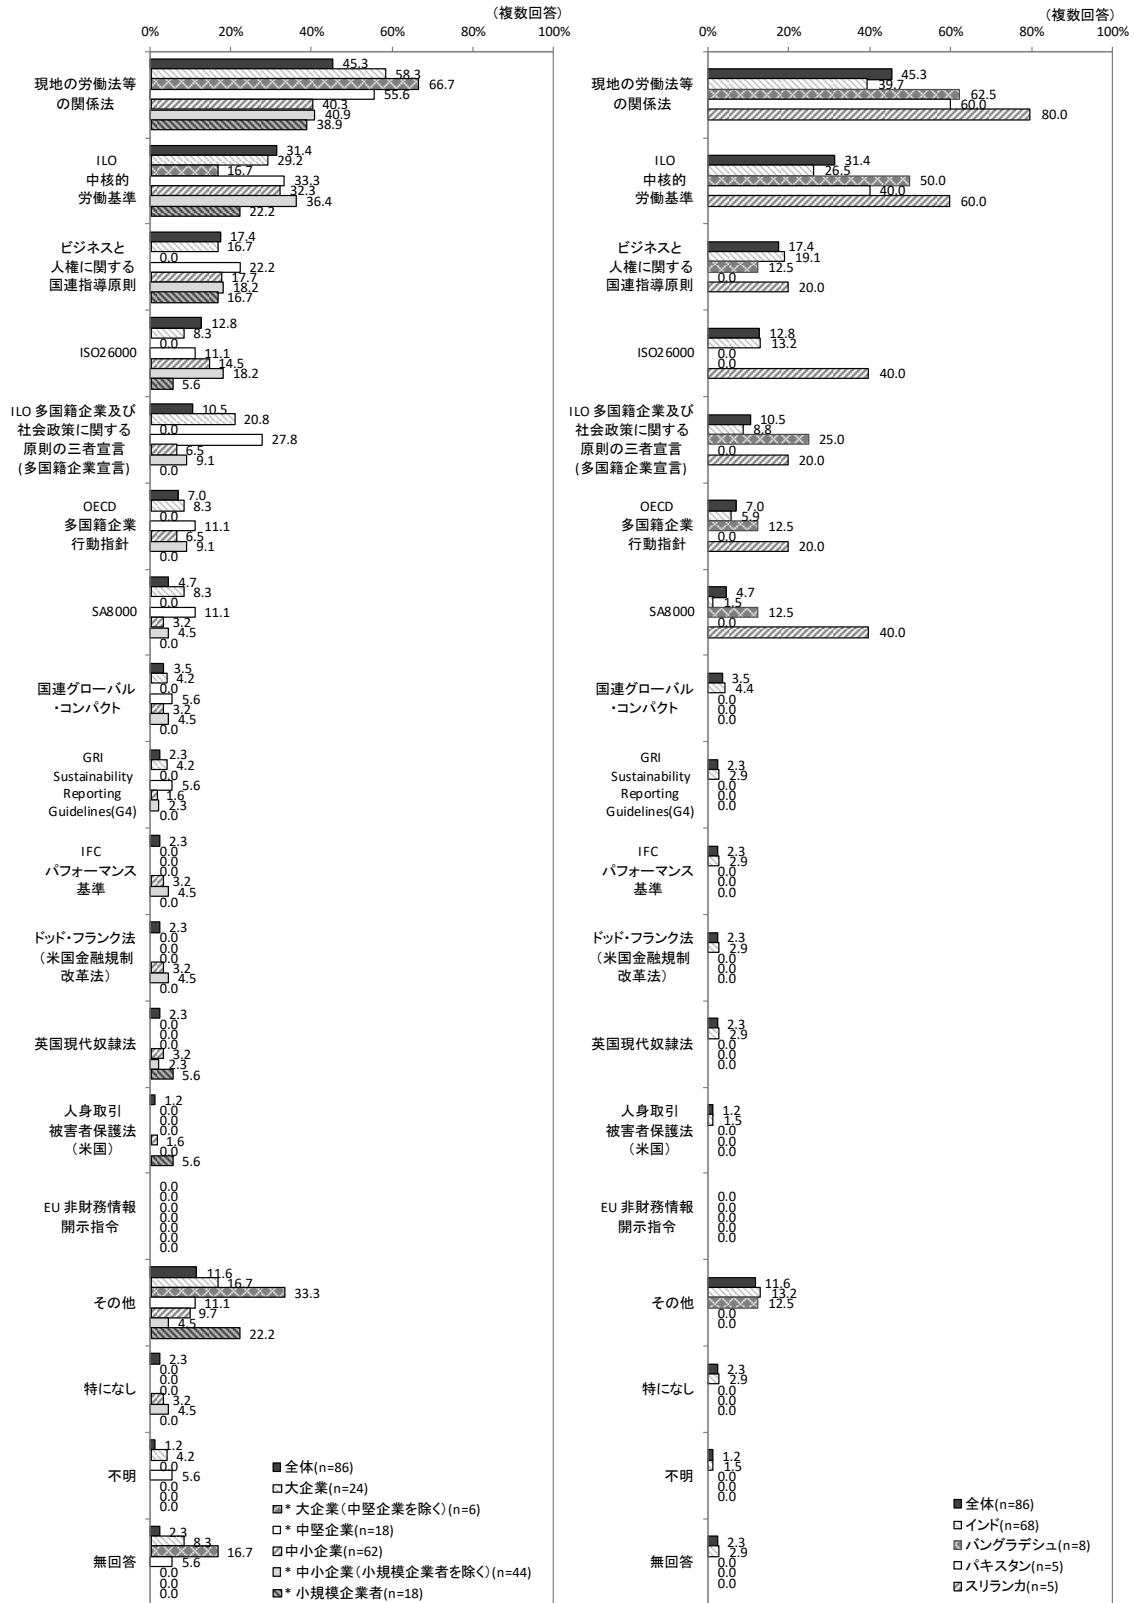 (複数回答)
0%
20%
40%
60%
80%
100%
現地の労働法等
の関係法
45.3
58.3
66.7
55.6
40.3
40.9
38.9
ILO
中核的
労働基準
31.4
29.2
16.7
33.3
32.3
36.4
22.2
ビジネスと
人権に関する
国連指導原則
17.4
16.7
0.0
22.2
17.7
18.2
16.7
ISO26000
12.8
8.3
0.0
11.1
14.5
18.2
5.6
ILO 多国籍企業及び
社会政策に関する
原則の三者宣言
(多国籍企業宣言)
10.5
20.8
0.0
27.8
6.5
9.1
0.0
OECD
多国籍企業
行動指針
7.0
8.3
0.0
11.1
6.5
9.1
0.0
SA8000
4.7
8.3
0.0
11.1
3.2
4.5
0.0
国連グローバル
・コンパクト
3.5
4.2
0.0
5.6
3.2
4.5
0.0
GRI
Sustainability
Reporting
Guidelines(G4)
2.3
4.2
0.0
5.6
1.6
2.3
0.0
IFC
パフォーマンス
基準
2.3
0.0
0.0
0.0
3.2
4.5
0.0
ドッド・フランク法
(米国金融規制
改革法)
2.3
0.0
0.0
0.0
3.2
4.5
0.0
英国現代奴隷法
2.3
0.0
0.0
0.0
3.2
2.3
5.6
人身取引
被害者保護法
(米国)
1.2
0.0
0.0
0.0
1.6
0.0
5.6
EU 非財務情報
開示指令
0.0
0.0
0.0
0.0
0.0
0.0
その他
11.6
16.7
33.3
11.1
9.7
4.5
22.2
特になし
2.3
0.0
0.0
0.0
3.2
4.5
0.0
不明
1.2
4.2
0.0
5.6
0.0
0.0
0.0
無回答
2.3
8.3
16.7
5.6
0.0
0.0
0.0
全体(n=86)
大企業(n=24)
* 大企業(中堅企業を除く)(n=6)
* 中堅企業(n=18)
中小企業(n=62)
* 中小企業(小規模企業者を除く)(n=44)
* 小規模企業者(n=18)
(複数回答)
0%
20%
40%
60%
80%
100%
現地の労働法等
の関係法
45.3
39.7
62.5
60.0
80.0
ILO
中核的
労働基準
31.4
26.5
50.0
40.0
60.0
ビジネスと
人権に関する
国連指導原則
17.4
19.1
12.5
0.0
20.0
ISO26000
12.8
13.2
0.0
0.0
40.0
ILO 多国籍企業及び
社会政策に関する
原則の三者宣言
(多国籍企業宣言)
10.5
8.8
25.0
0.0
20.0
OECD
多国籍企業
行動指針
7.0
5.9
12.5
0.0
20.0
SA8000
4.7
1.5
12.5
0.0
40.0
国連グローバル
・コンパクト
3.5
4.4
0.0
0.0
0.0
GRI
Sustainability
Reporting
Guidelines(G4)
2.3
2.9
0.0
0.0
0.0
IFC
パフォーマンス
基準
2.3
2.9
0.0
0.0
0.0
ドッド・フランク法
(米国金融規制
改革法)
2.3
2.9
0.0
0.0
0.0
英国現代奴隷法
2.3
2.9
0.0
0.0
0.0
人身取引
被害者保護法
(米国)
1.2
1.5
0.0
0.0
0.0
EU 非財務情報
開示指令
0.0
0.0
0.0
0.0
0.0
その他
11.6
13.2
12.5
0.0
0.0
特になし
2.3
2.9
0.0
0.0
0.0
不明
1.2
1.5
0.0
0.0
0.0
無回答
2.3
2.9
0.0
0.0
0.0
全体(n=86)
インド(n=68)
バングラデシュ(n=8)
パキスタン(n=5)
スリランカ(n=5)